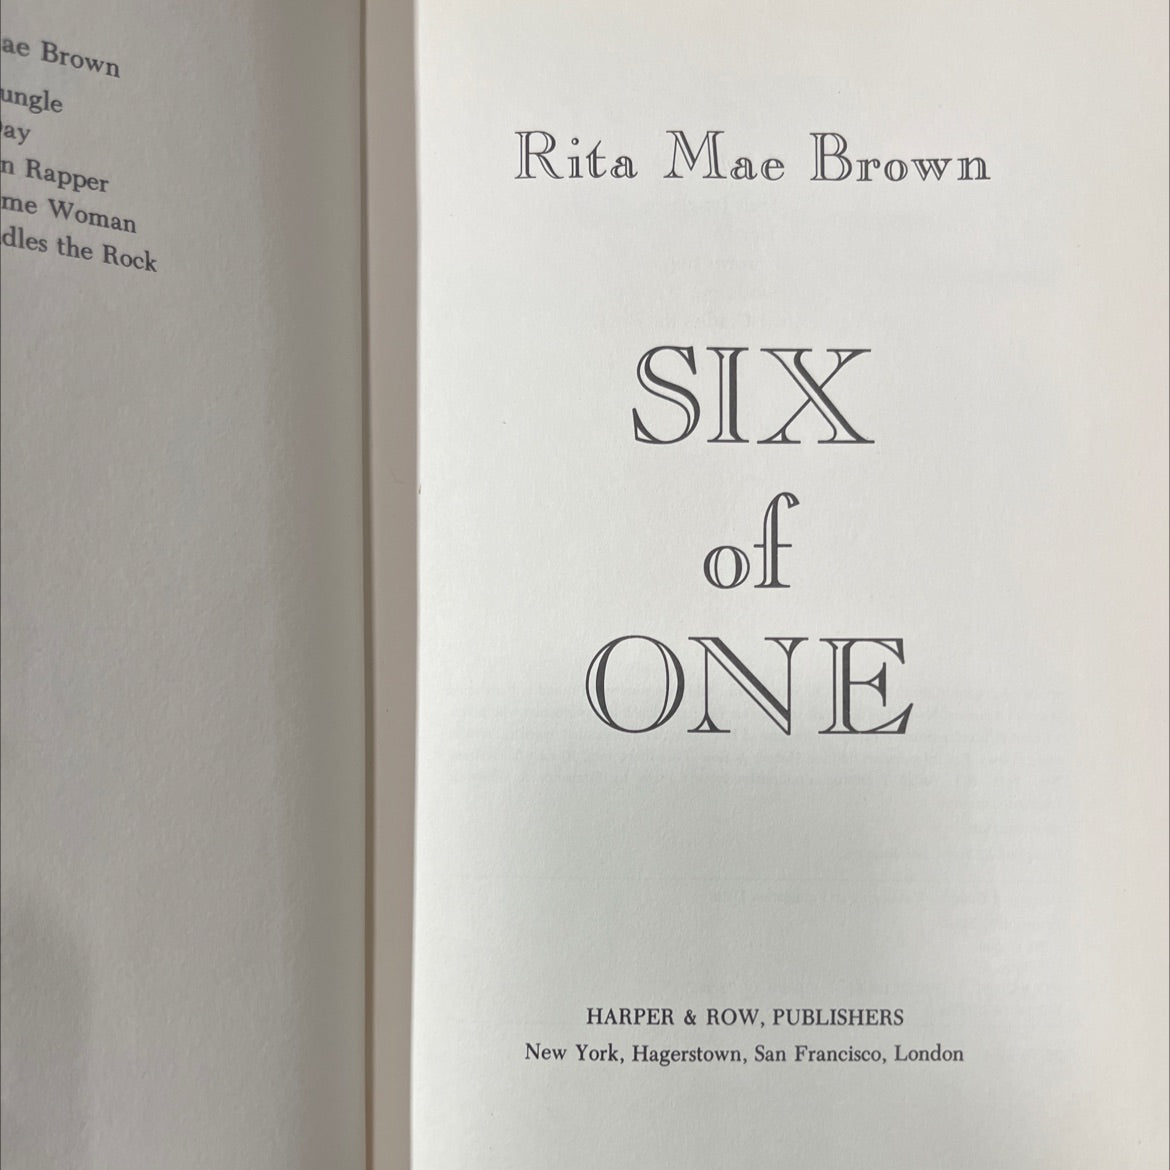 ae Brown
ungle
ay
n Rapper
me Woman
dles the Rock
Rita Mae Brown
SIX
of
ONE
HARPER & ROW, PUBLISHERS
New York, Hagerstown, San Francisco, London